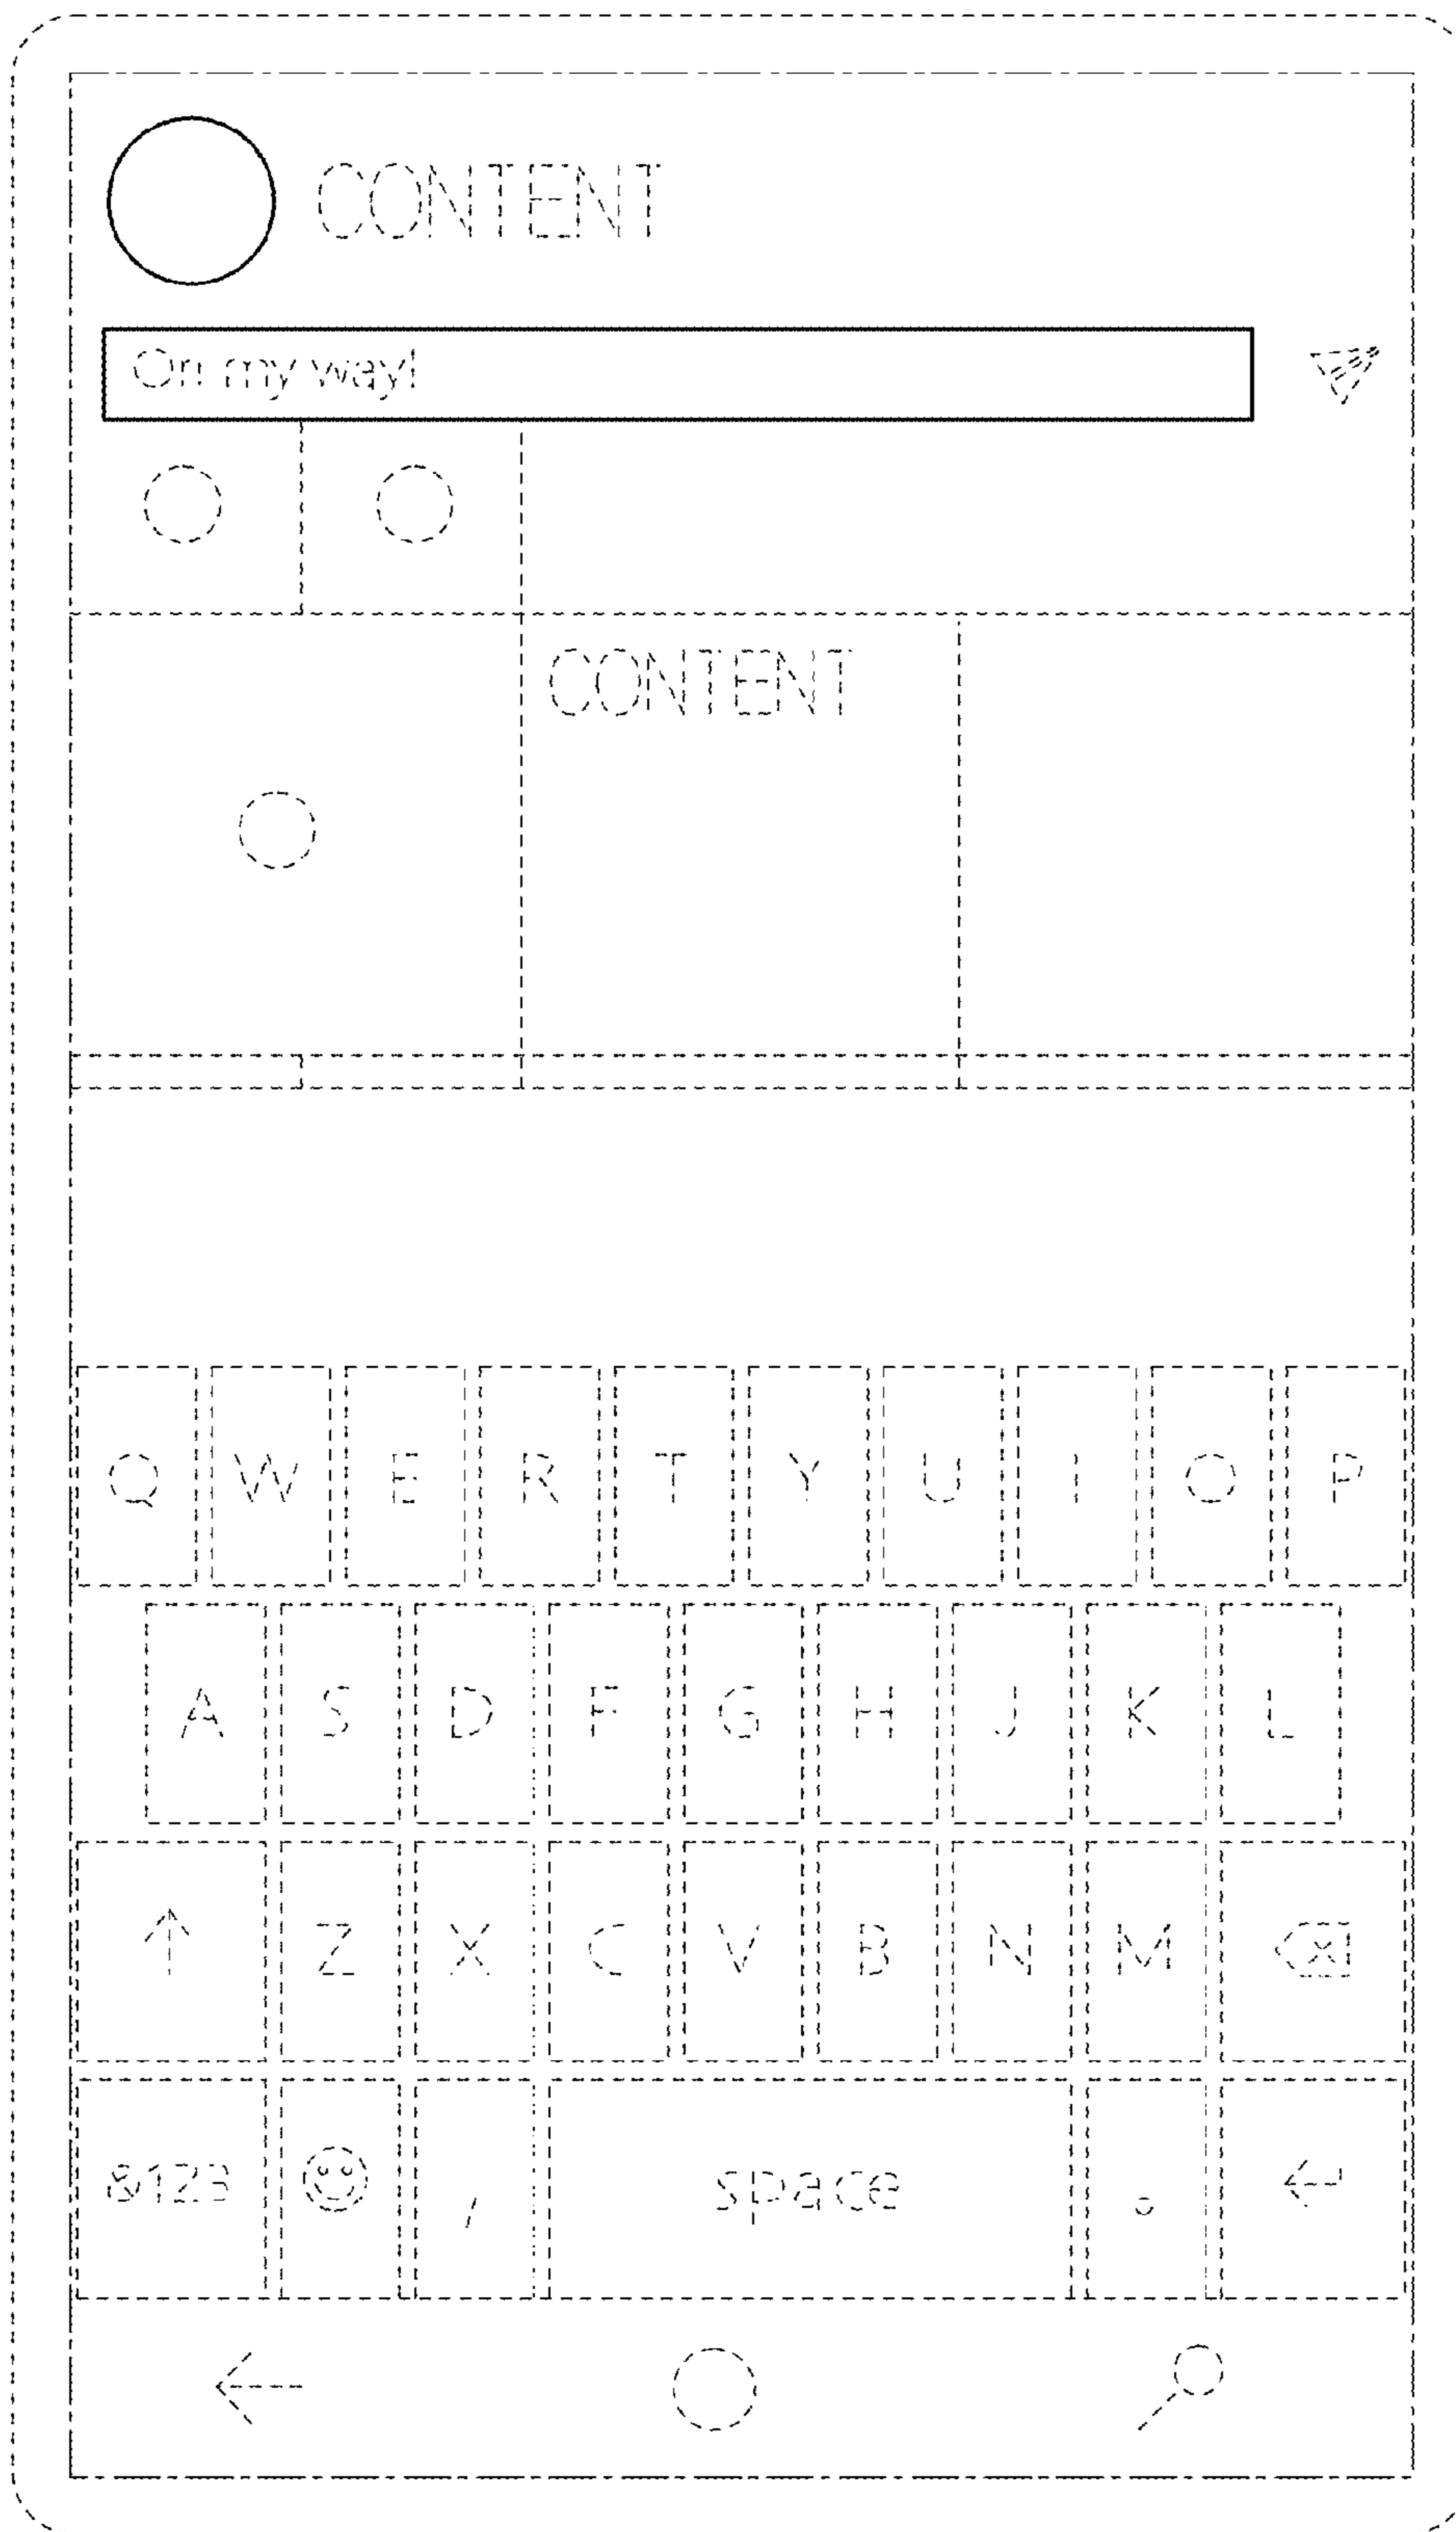 CONTENT
On my way!
CONTENT
Q W E R T Y U I O P
A S D F G H J K L
Z X C V B N M
&123 , space .